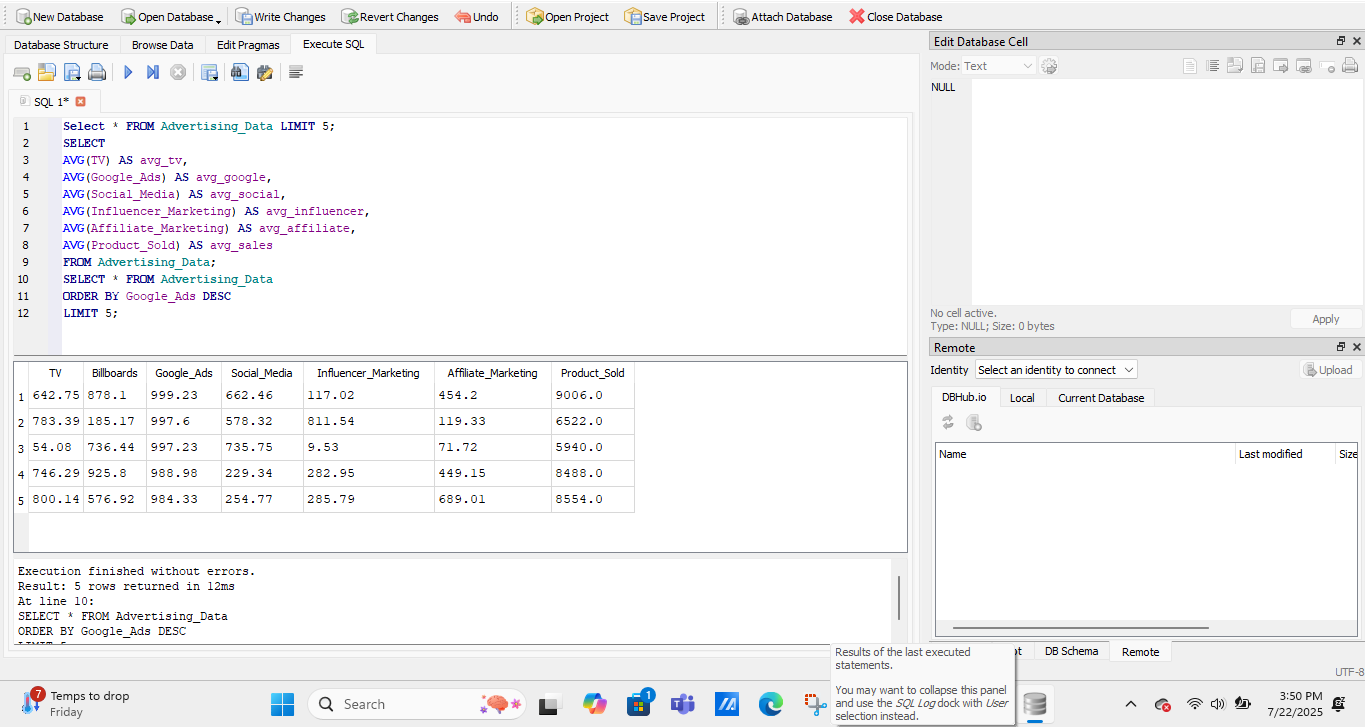 New Database Open Database Write Changes Revert Changes Undo Open Project Save Project Attach Database Close Database
Database Structure Browse Data Edit Pragmas Execute SQL
SQL 1*
1 Select * FROM Advertising_Data LIMIT 5;
2 SELECT
3 AVG(TV) AS avg_tv,
4 AVG(Google_Ads) AS avg_google,
5 AVG(Social_Media) AS avg_social,
6 AVG(Influencer_Marketing) AS avg_influencer,
7 AVG(Affiliate_Marketing) AS avg_affiliate,
8 AVG(Product_Sold) AS avg_sales
9 FROM Advertising_Data;
10 SELECT * FROM Advertising_Data
11 ORDER BY Google_Ads DESC
12 LIMIT 5;
TV Billboards Google_Ads Social_Media Influencer_Marketing Affiliate_Marketing Product_Sold
1 642.75 878.1 999.23 662.46 117.02 454.2 9006.0
2 783.39 185.17 997.6 578.32 811.54 119.33 6522.0
3 54.08 736.44 997.23 735.75 9.53 71.72 5940.0
4 746.29 925.8 988.98 229.34 282.95 449.15 8488.0
5 800.14 576.92 984.33 254.77 285.79 689.01 8554.0
Execution finished without errors.
Result: 5 rows returned in 12ms
At line 10:
SELECT * FROM Advertising_Data
ORDER BY Google_Ads DESC
Edit Database Cell
Mode: Text
NULL
No cell active.
Type: NULL; Size: 0 bytes
Apply
Remote
Identity Select an identity to connect Upload
DBHub.io Local Current Database
Name Last modified Size
DB Schema Remote
Results of the last executed
statements.
You may want to collapse this panel
and use the SQL Log dock with User
selection instead.
UTF-8
7 Temps to drop
Friday
Search
1
3:50 PM
7/22/2025